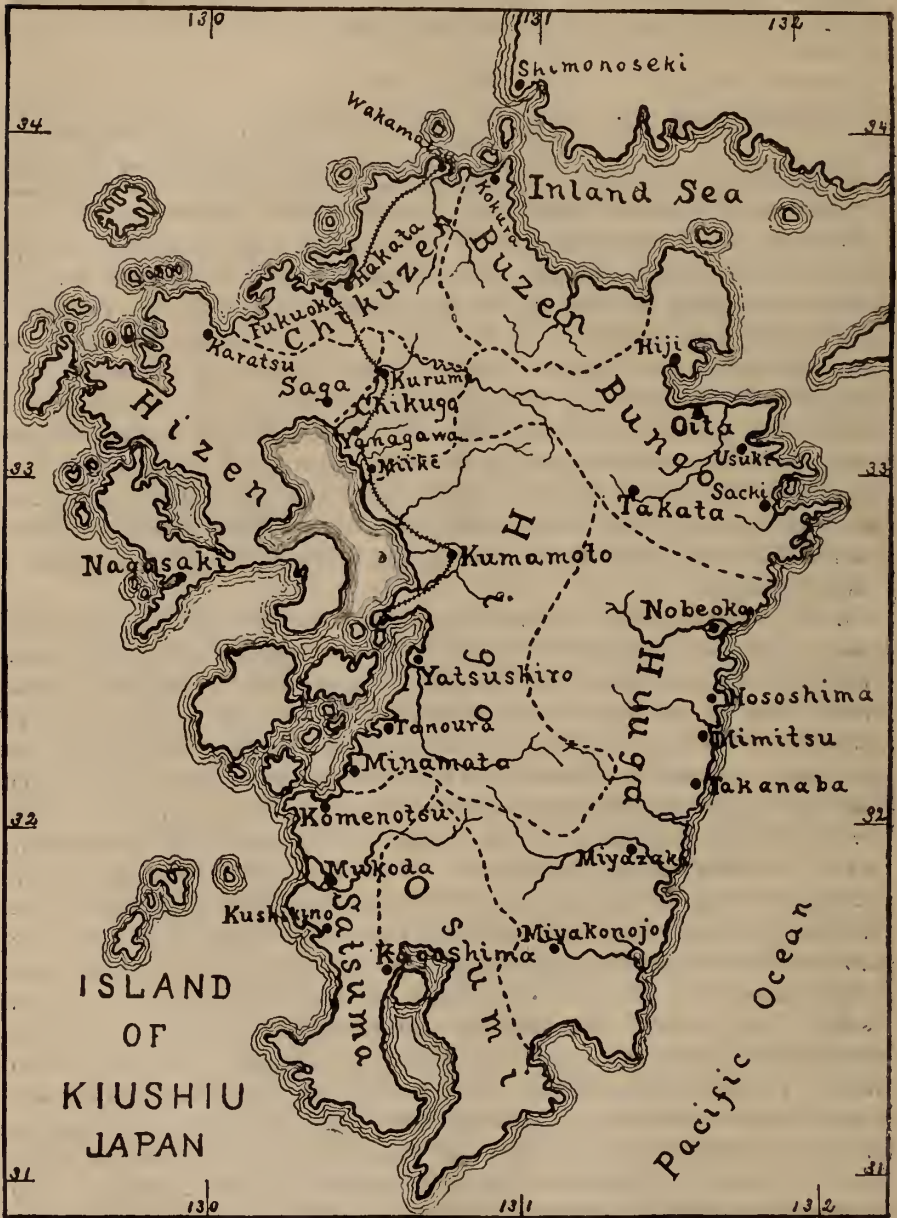 130 131 132
Shimonoseki
Wakama
34 34
Inland Sea
Kokura
Hakata
Buzen
Fukuoka
Chikuzen
Karatsu
Hiji
Saga
Kurum
Chikugo
Bungo
Hizen
Oita
Yanagawa
Usuki
33 Miike 33
Saeki
Takata
Higo
Nagasaki
Kumamoto
Nobeoka
Yatsushiro
Hiuga
Hososhima
Tanoura
Mimitsu
Minamata
Takanaba
Komenotsu
32 32
Mukoda
Miyazaki
Osumi
Satsuma
Kushikino
Miyakonojo
Kagoshima
Pacific Ocean
ISLAND
OF
KIUSHIU
JAPAN
31 31
130 131 132